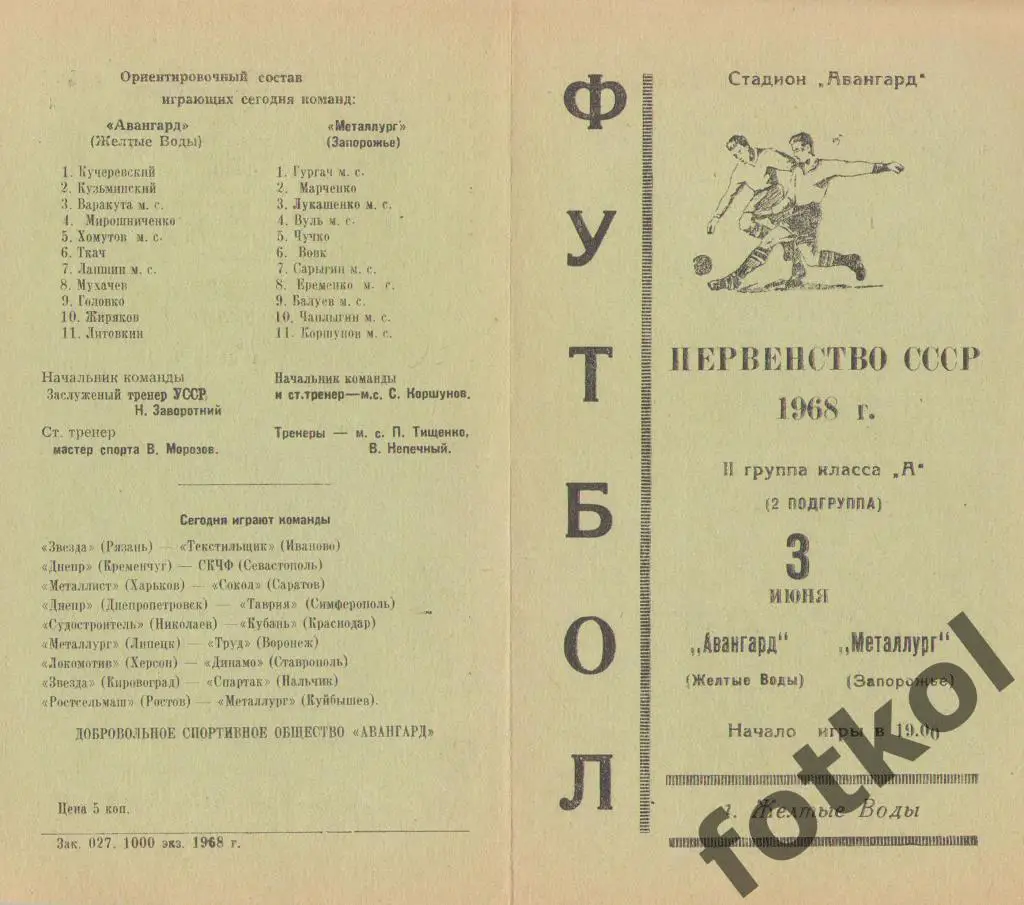 Ориентировочный состав
играющих сегодня команд:
«Авангард»
(Желтые Воды)
1. Кучеревский
2. Кузьминский
3. Варакута м. с.
4. Мирошниченко
5. Хомутов м. с.
6. Ткач
7. Лапшин м. с.
8. Мухачев
9. Головко
10. Жиряков
11. Литовкин
«Металлург»
(Запорожье)
1. Гургач м. с.
2. Марченко
3. Лукашенко м. с.
4. Вуль м. с.
5. Чучко
6. Вовк
7. Сарыгин м. с.
8. Еременко м. с.
9. Балуев м. с.
10. Чаплыгин м. с.
11. Коршунов м. с.
Начальник команды
Заслуженый тренер УССР
Н. Заворотний
Ст. тренер
мастер спорта В. Морозов.
Начальник команды
и ст.тренер—м.с. С. Коршунов.
Тренеры — м. с. П. Тищенко,
В. Непечный.
Сегодня играют команды
«Звезда» (Рязань) — «Текстильщик» (Иваново)
«Днепр» (Кременчуг) — СКЧФ (Севастополь)
«Металлист» (Харьков) — «Сокол» (Саратов)
«Днепр» (Днепропетровск) — «Таврия» (Симферополь)
«Судостроитель» (Николаев) —«Кубань» (Краснодар)
«Металлург» (Липецк) — «Труд» (Воронеж)
«Локомотив» (Херсон) — «Динамо» (Ставрополь)
«Звезда» (Кировоград) — «Спартак» (Нальчик)
«Ростсельмаш» (Ростов) — «Металлург» (Куйбышев).
ДОБРОВОЛЬНОЕ СПОРТИВНОЕ ОБЩЕСТВО «АВАНГАРД»
Цена 5 коп.
Зак. 027. 1000 экз. 1968 г.
ФУТБОЛ
Стадион „Авангард"
ПЕРВЕНСТВО СССР
1968 г.
II группа класса „А"
(2 ПОДГРУППА)
3
ИЮНЯ
„Авангард" „Металлург"
(Желтые Воды) (Запорожье)
Начало игры в 19.00
г. Желтые Воды
fotkol